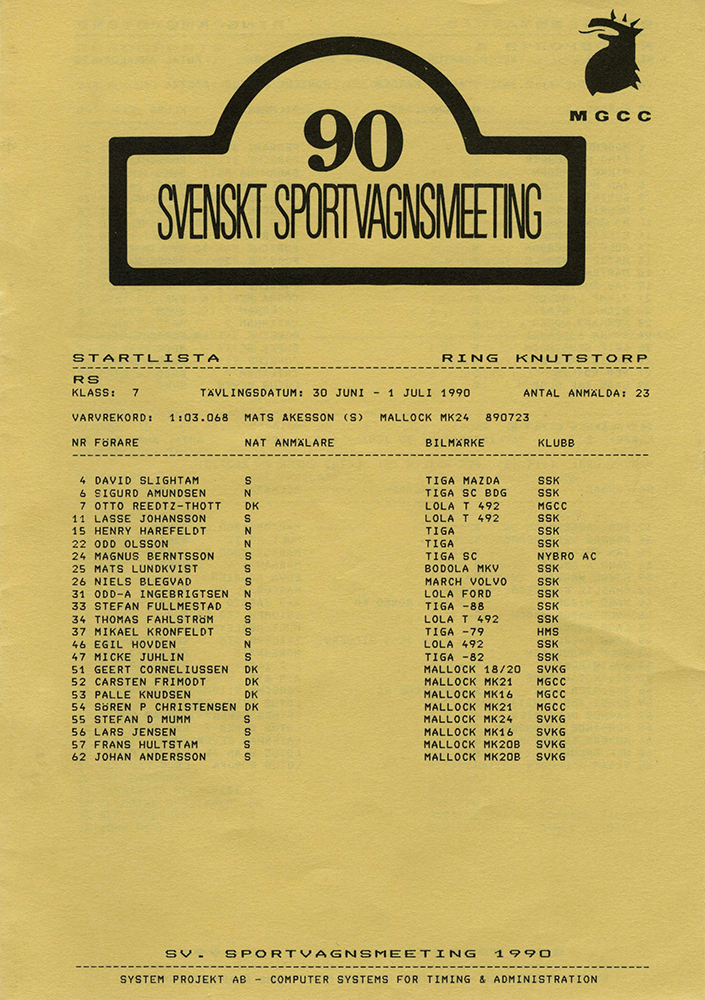 MGCC
90
SVENSKT SPORTVAGNSMEETING
STARTLISTA RING KNUTSTORP
RS
KLASS: 7 TÄVLINGSDATUM: 30 JUNI - 1 JULI 1990 ANTAL ANMÄLDA: 23
VARVREKORD: 1:03.068 MATS ÅKESSON (S) MALLOCK MK24 890723
NR FÖRARE NAT ANMÄLARE BILMÄRKE KLUBB
4 DAVID SLIGHTAM S TIGA MAZDA SSK
6 SIGURD AMUNDSEN N TIGA SC BDG SSK
7 OTTO REEDTZ-THOTT DK LOLA T 492 MGCC
11 LASSE JOHANSSON S LOLA T 492 SSK
15 HENRY HAREFELDT N TIGA SSK
22 ODD OLSSON N TIGA SSK
24 MAGNUS BERNTSSON S TIGA SC NYBRO AC
25 MATS LUNDKVIST S BODOLA MKV SSK
26 NIELS BLEGVAD S MARCH VOLVO SSK
31 ODD-A INGEBRIGTSEN N LOLA FORD SSK
33 STEFAN FULLMESTAD S TIGA -88 SSK
34 THOMAS FAHLSTRÖM S LOLA T 492 SSK
37 MIKAEL KRONFELDT S TIGA -79 HMS
46 EGIL HOVDEN N LOLA 492 SSK
47 MICKE JUHLIN S TIGA -82 SSK
51 GEERT CORNELIUSSEN DK MALLOCK 18/20 SVKG
52 CARSTEN FRIMODT DK MALLOCK MK21 MGCC
53 PALLE KNUDSEN DK MALLOCK MK16 MGCC
54 SÖREN P CHRISTENSEN DK MALLOCK MK21 MGCC
55 STEFAN D MUMM S MALLOCK MK24 SVKG
56 LARS JENSEN S MALLOCK MK16 SVKG
57 FRANS HULTSTAM S MALLOCK MK20B SVKG
62 JOHAN ANDERSSON S MALLOCK MK20B SVKG
SV. SPORTVAGNSMEETING 1990
SYSTEM PROJEKT AB - COMPUTER SYSTEMS FOR TIMING & ADMINISTRATION